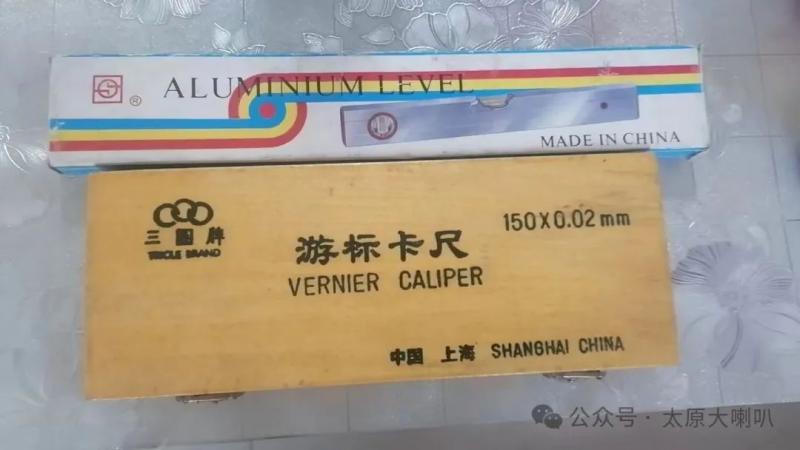 ®
ALUMINIUM LEVEL
MADE IN CHINA
三圈牌
TRICLE BRAND
150X0.02mm
游标卡尺
VERNIER CALIPER
中国 上海 SHANGHAI CHINA
公众号·太原大喇叭